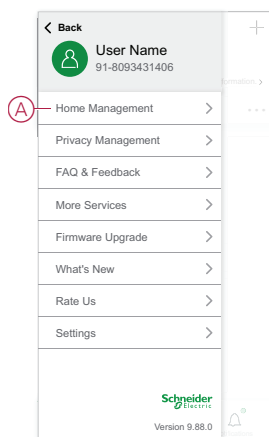 Back
User Name
91-8093431406
formation
A
Home Management
Privacy Management
FAQ & Feedback
More Services
Firmware Upgrade
What's New
Rate Us
Settings
Schneider
Electric
Version 9.88.0